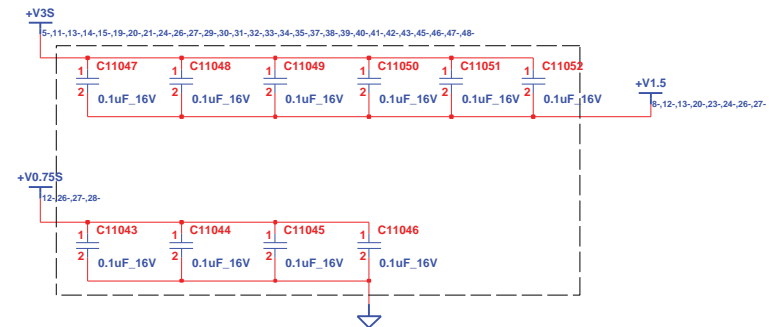 +V3S
5-,11-,13-,14-,15-,19-,20-,21-,24-,26-,27-,29-,30-,31-,32-,33-,34-,35-,37-,38-,39-,40-,41-,42-,43-,45-,46-,47-,48-
C11047 C11048 C11049 C11050 C11051 C11052
1 1 1 1 1 1
+V1.5
2 2 2 2 2 2
0.1uF_16V 0.1uF_16V 0.1uF_16V 0.1uF_16V 0.1uF_16V 0.1uF_16V
8-,12-,13-,20-,23-,24-,26-,27-
+V0.75S
12-,26-,27-,28-
C11043 C11044 C11045 C11046
1 1 1 1
2 2 2 2
0.1uF_16V 0.1uF_16V 0.1uF_16V 0.1uF_16V